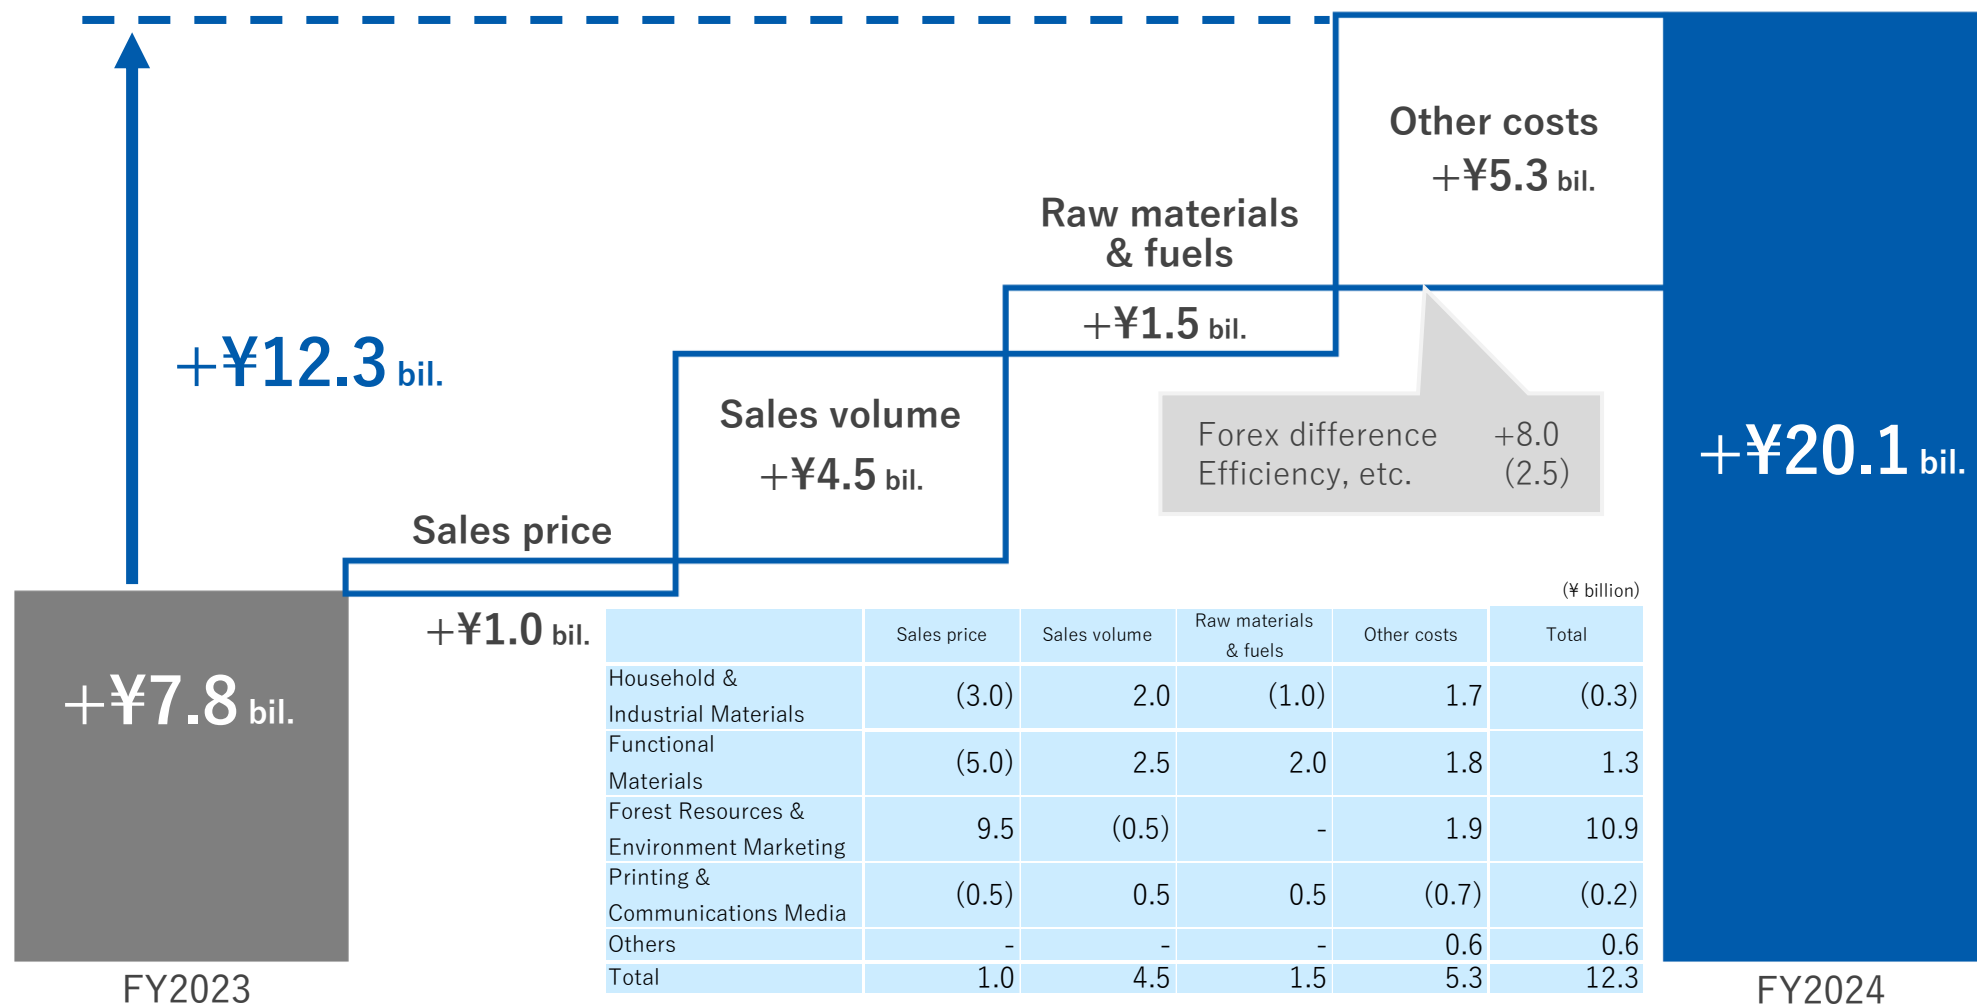 Other costs
+¥5.3 bil.
Raw materials
& fuels
+¥1.5 bil.
+¥12.3 bil.
Sales volume
+¥4.5 bil.
Forex difference +8.0
Efficiency, etc. (2.5)
+¥20.1 bil.
Sales price
+¥1.0 bil.
+¥7.8 bil.
(¥ billion)
Sales price Sales volume Raw materials & fuels Other costs Total
Household &
Industrial Materials (3.0) 2.0 (1.0) 1.7 (0.3)
Functional
Materials (5.0) 2.5 2.0 1.8 1.3
Forest Resources &
Environment Marketing 9.5 (0.5) - 1.9 10.9
Printing &
Communications Media (0.5) 0.5 0.5 (0.7) (0.2)
Others - - - 0.6 0.6
Total 1.0 4.5 1.5 5.3 12.3
FY2023
FY2024